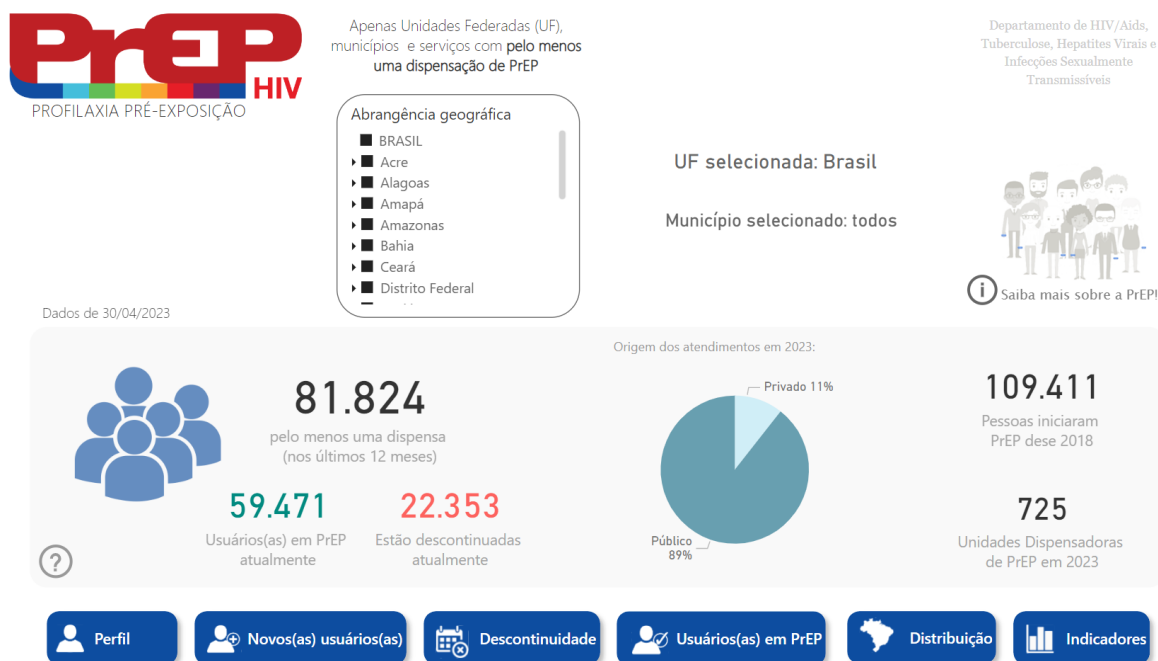 PrEP
HIV
PROFILAXIA PRÉ-EXPOSIÇÃO
Apenas Unidades Federadas (UF),
municípios e serviços com pelo menos
uma dispensação de PrEP
Departamento de HIV/Aids,
Tuberculose, Hepatites Virais e
Infecções Sexualmente
Transmissíveis
Abrangência geográfica
BRASIL
Acre
Alagoas
Amapá
Amazonas
Bahia
Ceará
Distrito Federal
UF selecionada: Brasil
Município selecionado: todos
i Saiba mais sobre a PrEP!
Dados de 30/04/2023
81.824
pelo menos uma dispensa
(nos últimos 12 meses)
59.471
Usuários(as) em PrEP
atualmente
22.353
Estão descontinuadas
atualmente
?
Origem dos atendimentos em 2023:
Privado 11%
Público
89%
109.411
Pessoas iniciaram
PrEP dese 2018
725
Unidades Dispensadoras
de PrEP em 2023
Perfil
Novos(as) usuários(as)
Descontinuidade
Usuários(as) em PrEP
Distribuição
Indicadores